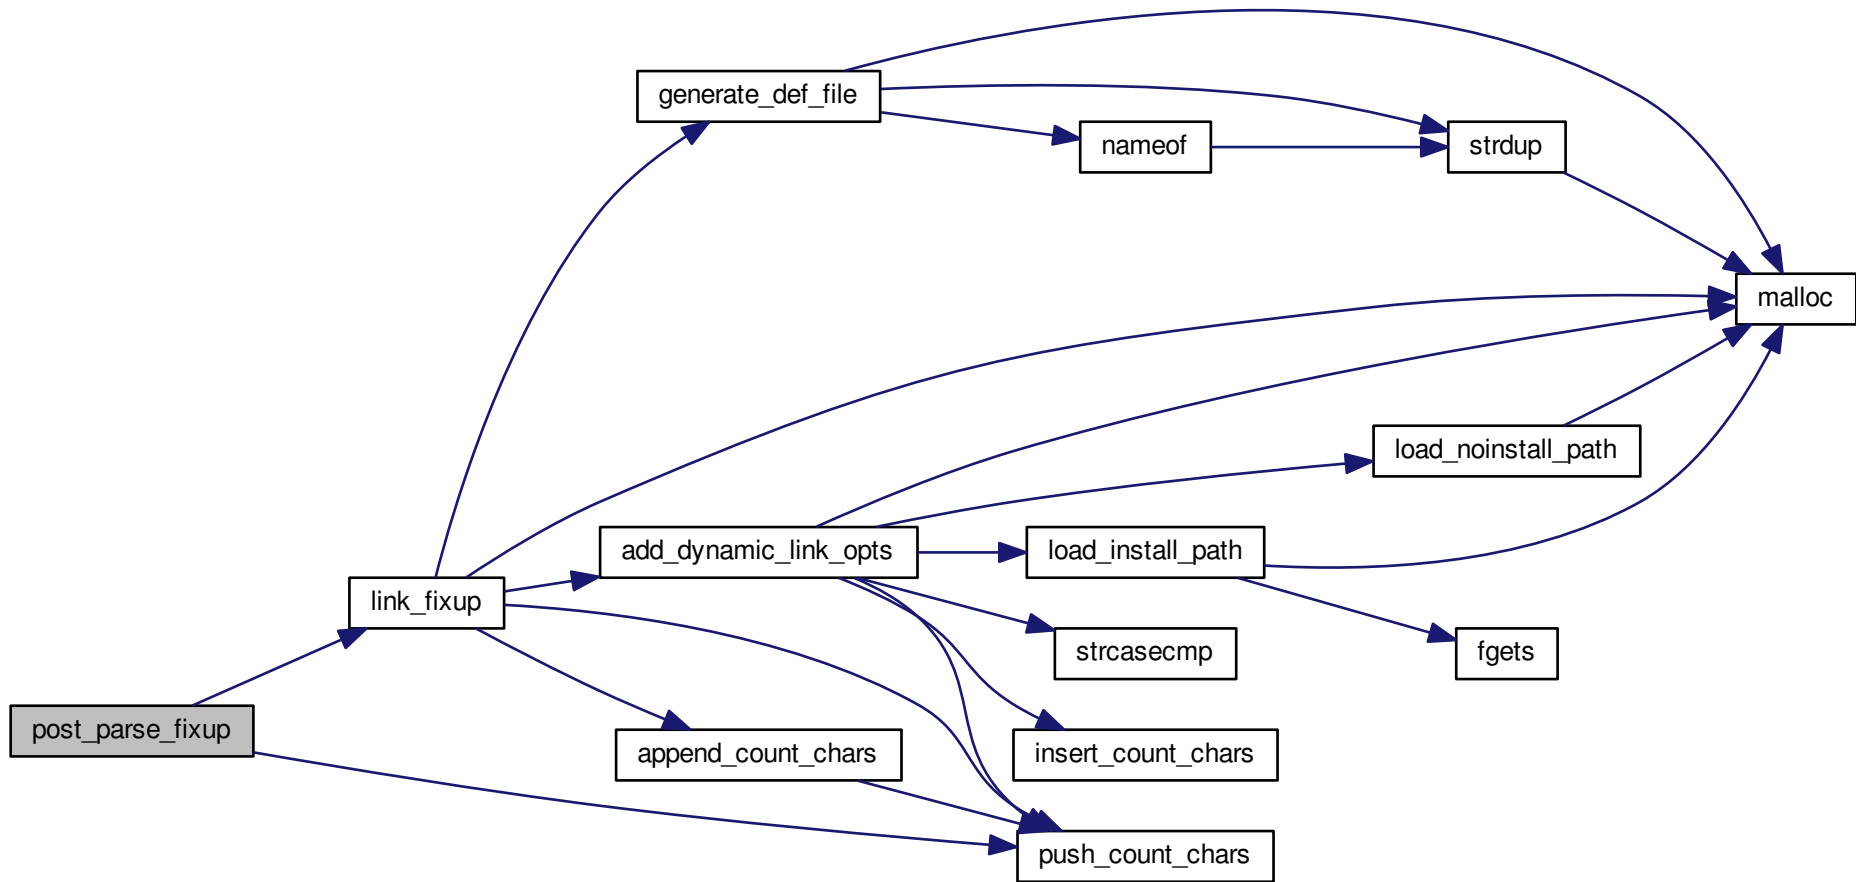 generate_def_file
nameof
strdup
malloc
load_noinstall_path
add_dynamic_link_opts
load_install_path
link_fixup
strcasecmp
fgets
post_parse_fixup
append_count_chars
insert_count_chars
push_count_chars